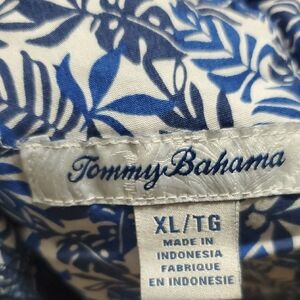 Tommy Bahama
XL/TG
MADE IN
INDONESIA
FABRIQUE
EN INDONESIE